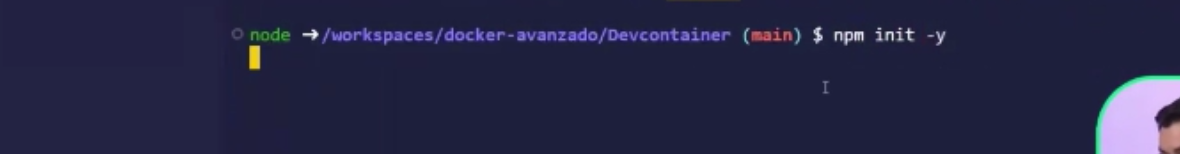 node ➜ /workspaces/docker-avanzado/Devcontainer (main) $ npm init -y